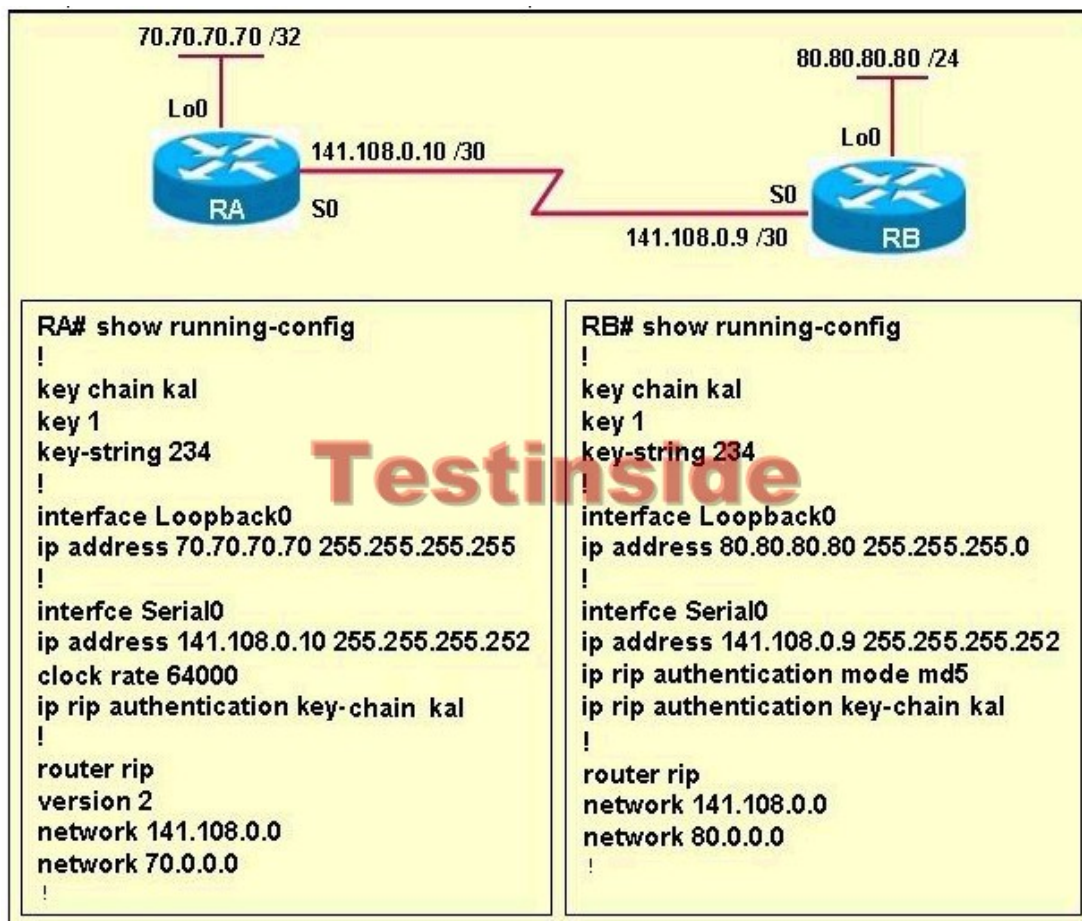 70.70.70.70 /32
80.80.80.80 /24
Lo0
Lo0
141.108.0.10 /30
RA
S0
S0
141.108.0.9 /30
RB
RA# show running-config
!
key chain kal
key 1
key-string 234
!
interface Loopback0
ip address 70.70.70.70 255.255.255.255
!
interfce Serial0
ip address 141.108.0.10 255.255.255.252
clock rate 64000
ip rip authentication key-chain kal
!
router rip
version 2
network 141.108.0.0
network 70.0.0.0
!
RB# show running-config
!
key chain kal
key 1
key-string 234
!
interface Loopback0
ip address 80.80.80.80 255.255.255.0
!
interfce Serial0
ip address 141.108.0.9 255.255.255.252
ip rip authentication mode md5
ip rip authentication key-chain kal
!
router rip
network 141.108.0.0
network 80.0.0.0
!
Testinside